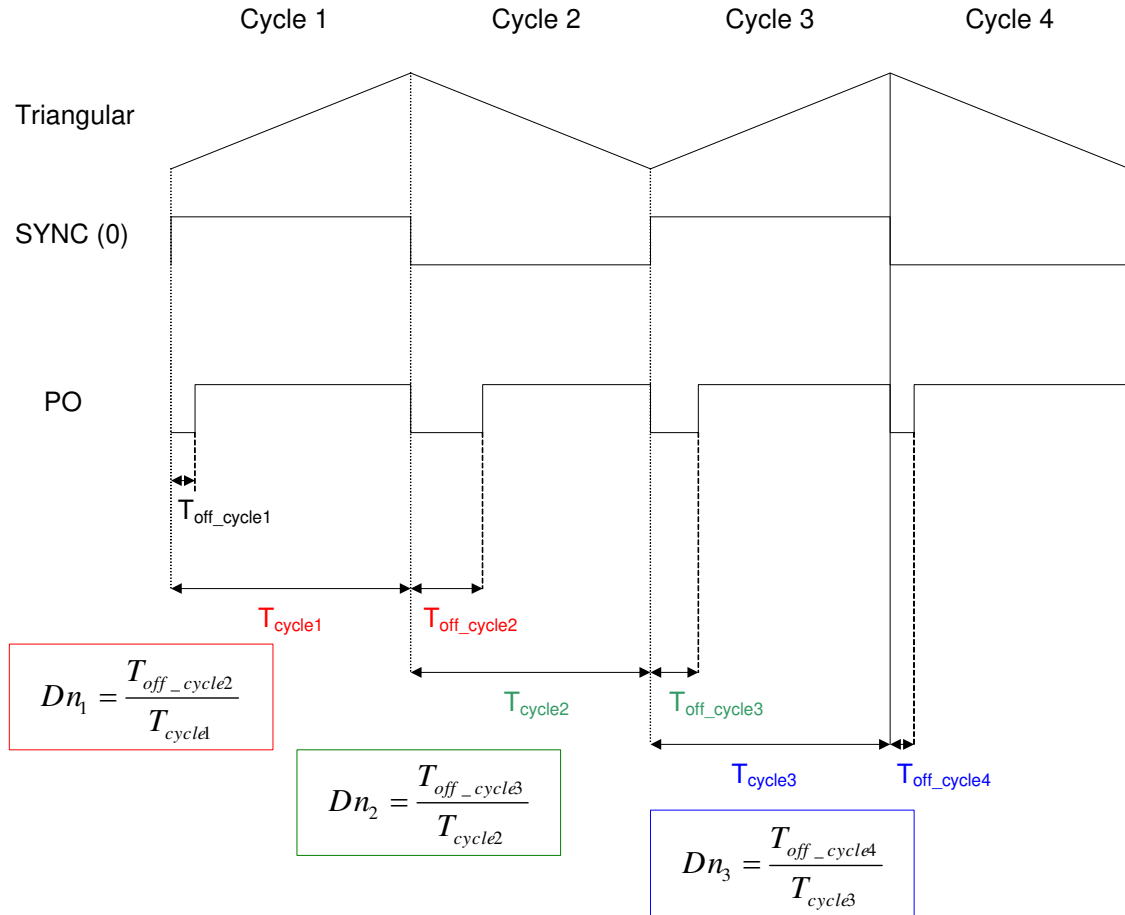 Cycle 1 Cycle 2 Cycle 3 Cycle 4
Triangular
SYNC (0)
PO
T_off_cycle1
T_cycle1 T_off_cycle2
Dn_1 = T_off_cycle2 / T_cycle1
T_cycle2 T_off_cycle3
Dn_2 = T_off_cycle3 / T_cycle2
T_cycle3 T_off_cycle4
Dn_3 = T_off_cycle4 / T_cycle3